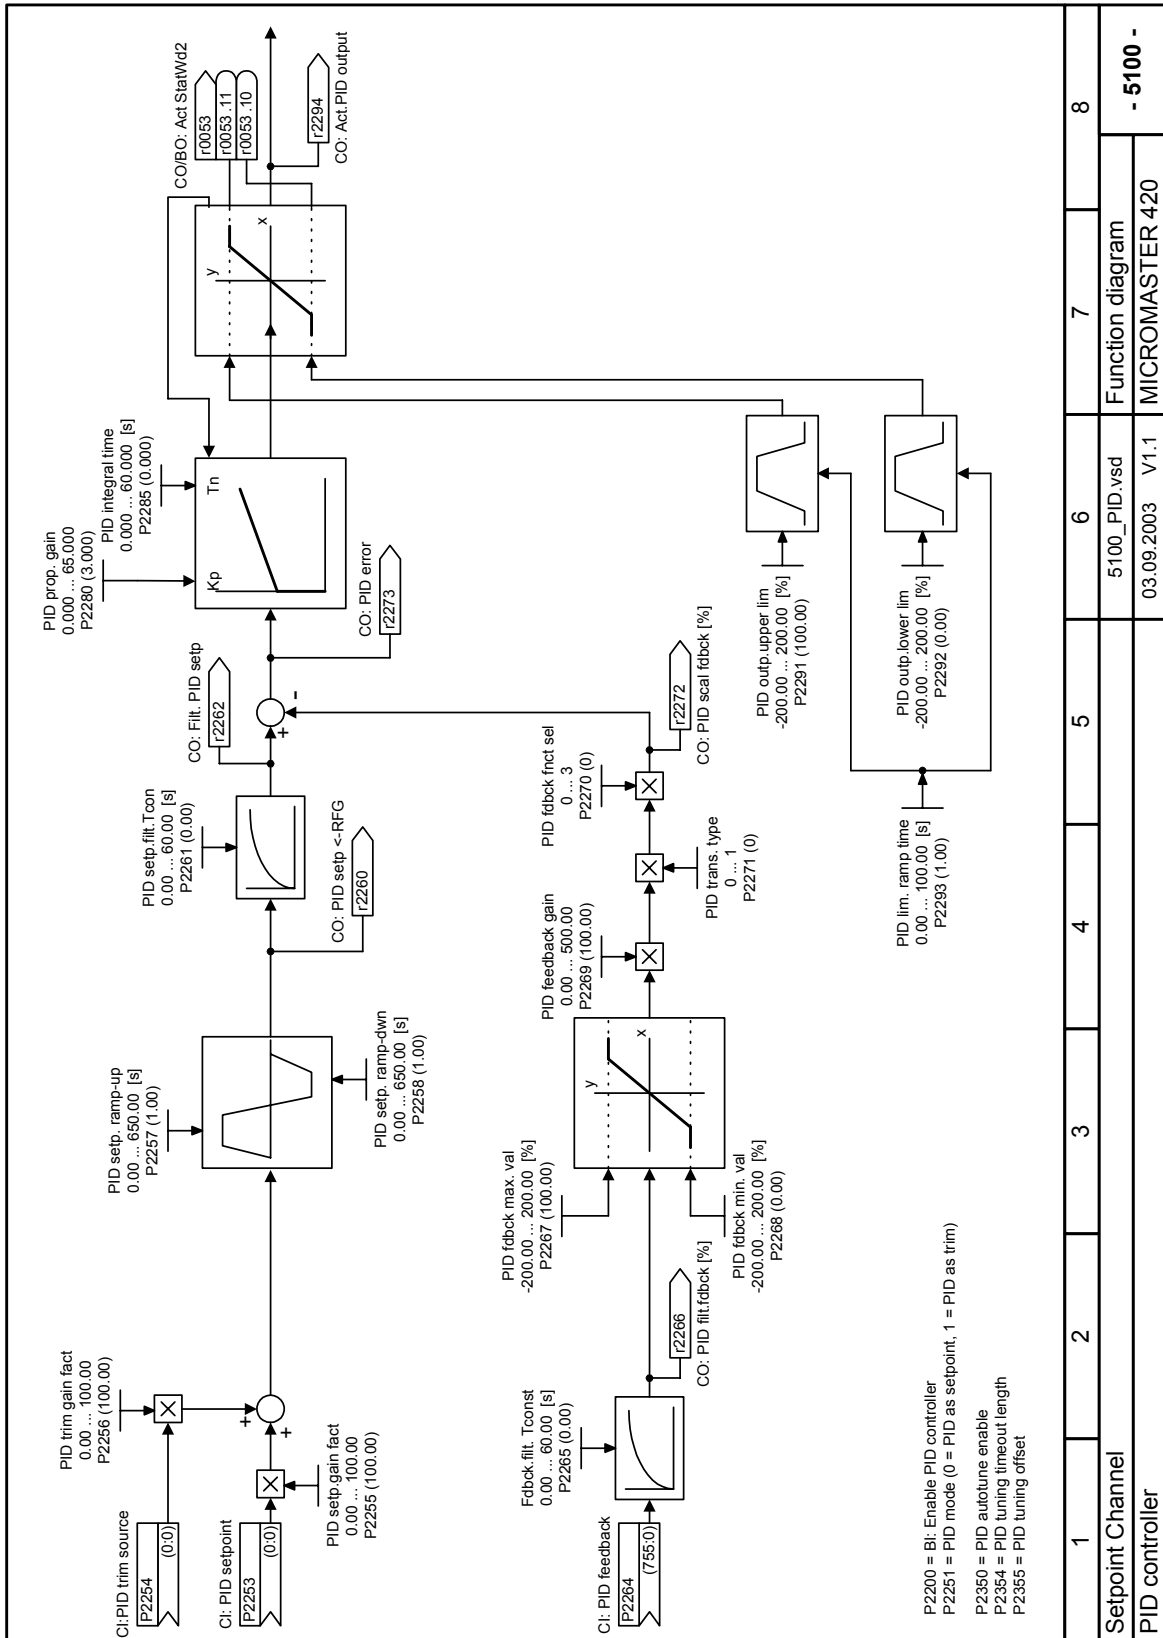 CI:PID trim source
P2254
(0:0)
PID trim gain fact
0.00 ... 100.00
P2256 (100.00)
CI: PID setpoint
P2253
(0:0)
PID setp.gain fact
0.00 ... 100.00
P2255 (100.00)
+
+
PID setp. ramp-up
0.00 ... 650.00 [s]
P2257 (1.00)
PID setp. ramp-dwn
0.00 ... 650.00 [s]
P2258 (1.00)
CO: PID setp <-RFG
r2260
PID setp.filt.Tcon
0.00 ... 60.00 [s]
P2261 (0.00)
CO: Filt. PID setp
r2262
+
-
CO: PID error
r2273
PID prop. gain
0.000 ... 65.000
P2280 (3.000)
PID integral time
0.000 ... 60.000 [s]
P2285 (0.000)
Kp
Tn
y
x
CO/BO: Act StatWd2
r0053
r0053 .11
r0053 .10
r2294
CO: Act.PID output
CI: PID feedback
P2264
(755:0)
Fdbck.filt. Tconst
0.00 ... 60.00 [s]
P2265 (0.00)
r2266
CO: PID filt.fdbck [%]
PID fdbck max. val
-200.00 ... 200.00 [%]
P2267 (100.00)
PID fdbck min. val
-200.00 ... 200.00 [%]
P2268 (0.00)
y
x
PID feedback gain
0.00 ... 500.00
P2269 (100.00)
PID trans. type
0 ... 1
P2271 (0)
PID fdbck fnct sel
0 ... 3
P2270 (0)
r2272
CO: PID scal fdbck [%]
PID outp.upper lim
-200.00 ... 200.00 [%]
P2291 (100.00)
PID outp.lower lim
-200.00 ... 200.00 [%]
P2292 (0.00)
PID lim. ramp time
0.00 ... 100.00 [s]
P2293 (1.00)
P2200 = BI: Enable PID controller
P2251 = PID mode (0 = PID as setpoint, 1 = PID as trim)
P2350 = PID autotune enable
P2354 = PID tuning timeout length
P2355 = PID tuning offset
1
2
3
4
5
6
7
8
Setpoint Channel
5100_PID.vsd
Function diagram
- 5100 -
PID controller
03.09.2003 V1.1
MICROMASTER 420